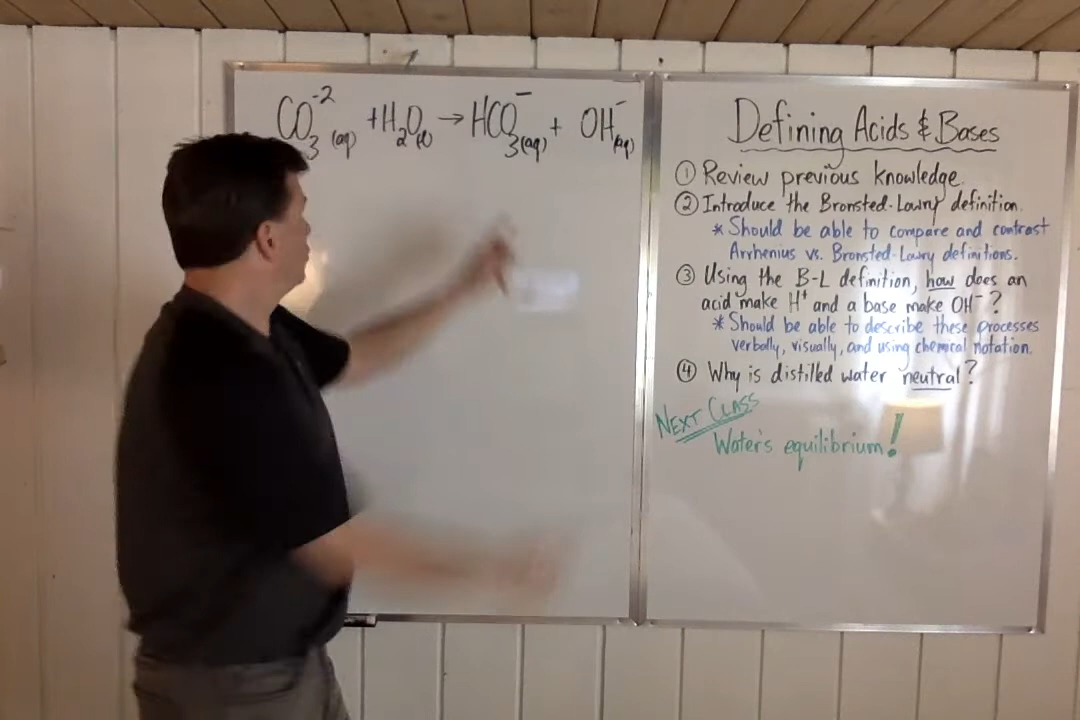 CO₃⁻² (aq) + H₂O(l) → HCO₃⁻(aq) + OH⁻(aq)
Defining Acids & Bases
① Review previous knowledge.
② Introduce the Bronsted-Lowry definition.
* Should be able to compare and contrast
Arrhenius vs. Bronsted-Lowry definitions.
③ Using the B-L definition, how does an
acid make H⁺ and a base make OH⁻?
* Should be able to describe these processes
verbally, visually, and using chemical notation.
④ Why is distilled water neutral?
NEXT CLASS
Water's equilibrium!